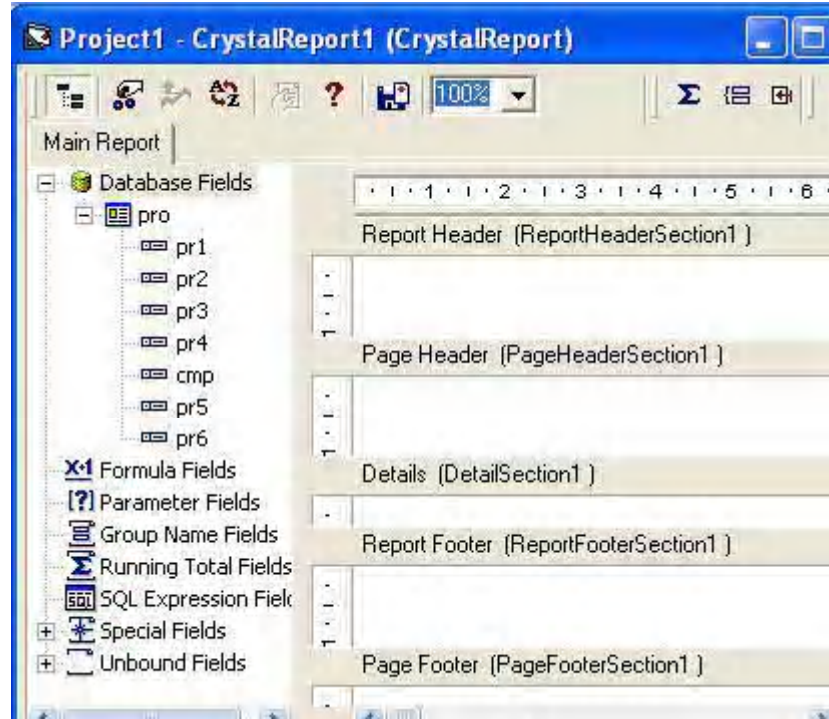 Project1 - CrystalReport1 (CrystalReport)
100%
Main Report
Database Fields
pro
pr1
pr2
pr3
pr4
cmp
pr5
pr6
Formula Fields
Parameter Fields
Group Name Fields
Running Total Fields
SQL Expression Fiel
Special Fields
Unbound Fields
1 2 3 4 5 6
Report Header (ReportHeaderSection1 )
Page Header (PageHeaderSection1 )
Details (DetailSection1 )
Report Footer (ReportFooterSection1 )
Page Footer (PageFooterSection1 )